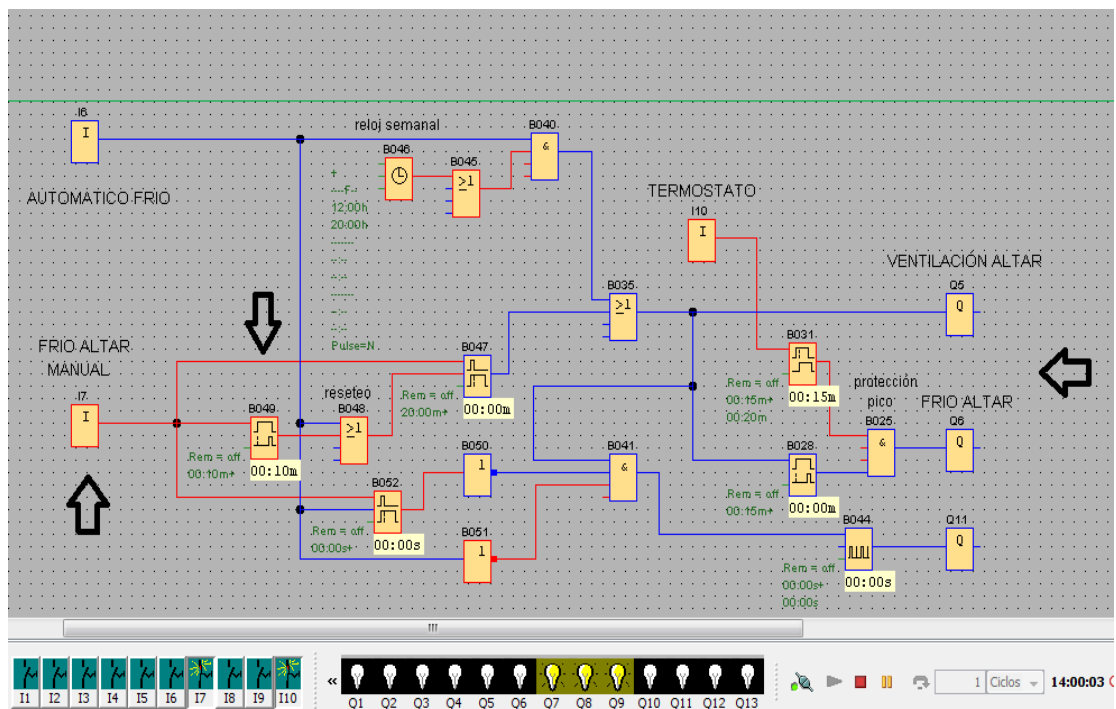 I6
I
AUTOMATICO FRIO
reloj semanal
B046
B045
≥1
B040
&
+
---F-
12:00h
20:00h
------
--:--
--:--
------
--:--
--:--
Pulse=N
TERMOSTATO
I10
I
B035
≥1
VENTILACIÓN ALTAR
Q5
Q
FRIO ALTAR
MANUAL
I7
I
B049
Rem = off
00:10m+
00:10m
reseteo
B048
≥1
B047
Rem = off
20:00m+
00:00m
B031
Rem = off
00:15m+
00:20m
00:15m
protección
pico
B025
&
FRIO ALTAR
Q6
Q
B052
Rem = off
00:00s+
00:00s
B050
1
B051
1
B041
&
B028
Rem = off
00:15m+
00:00m
B044
Rem = off
00:00s+
00:00s
00:00s
Q11
Q
I1 I2 I3 I4 I5 I6 I7 I8 I9 I10
«
Q1 Q2 Q3 Q4 Q5 Q6 Q7 Q8 Q9 Q10 Q11 Q12 Q13
1 Ciclos
14:00:03